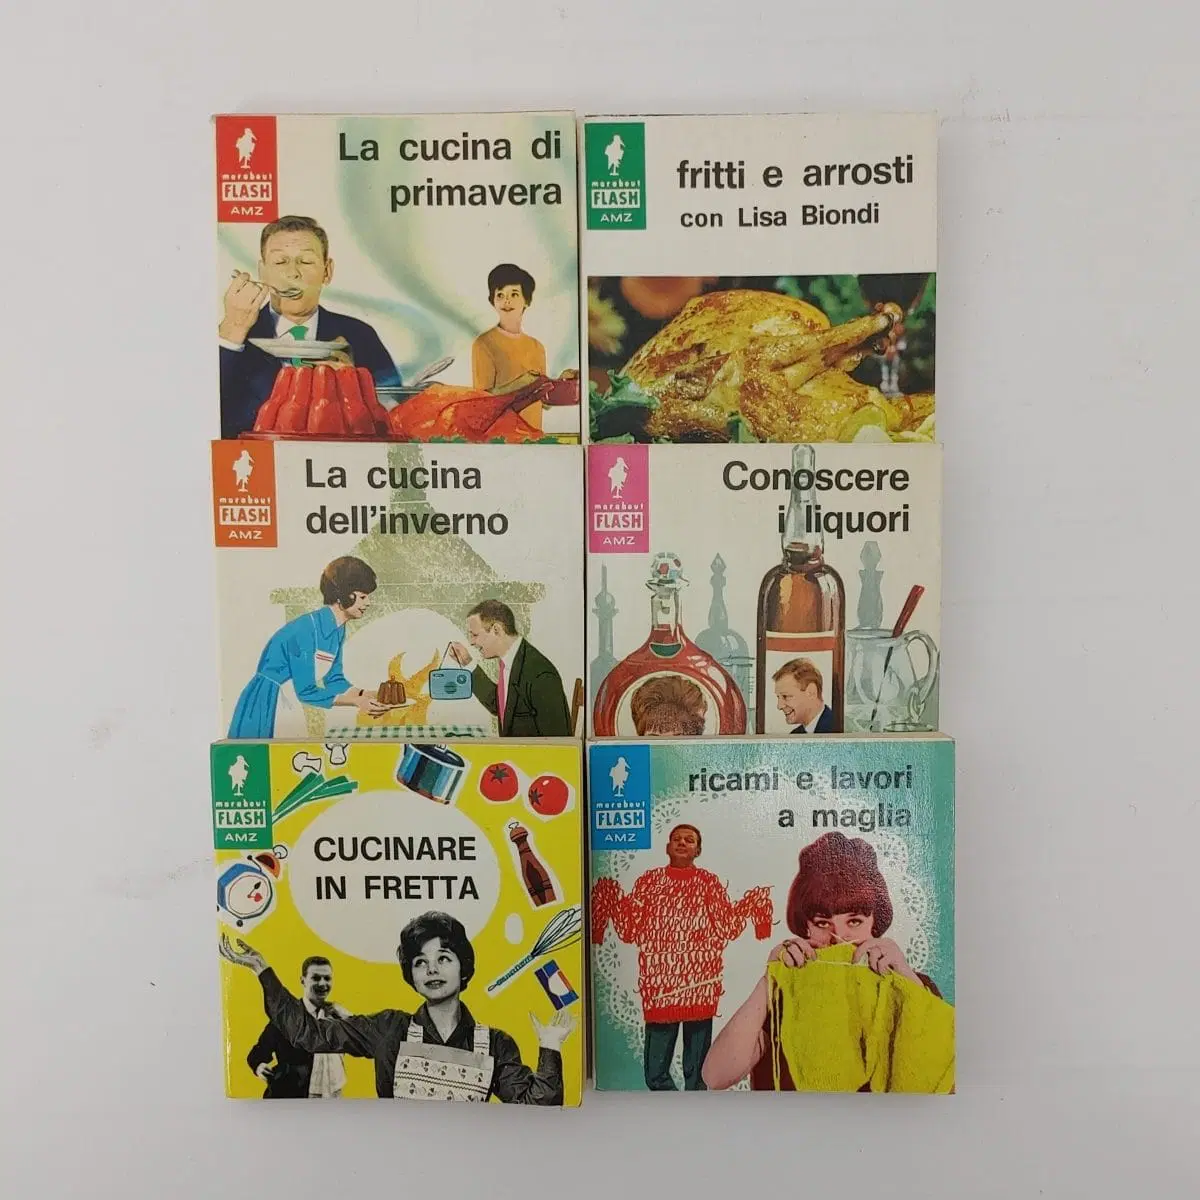 marabout
FLASH
AMZ
La cucina di
primavera
marabout
FLASH
AMZ
fritti e arrosti
con Lisa Biondi
marabout
FLASH
AMZ
La cucina
dell'inverno
marabout
FLASH
AMZ
Conoscere
i liquori
marabout
FLASH
AMZ
CUCINARE
IN FRETTA
marabout
FLASH
AMZ
ricami e lavori
a maglia